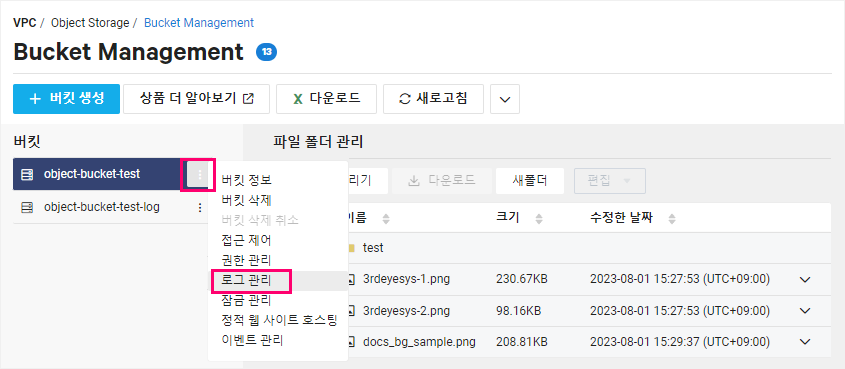 VPC / Object Storage / Bucket Management
Bucket Management 13
+ 버킷 생성 상품 더 알아보기 X 다운로드 새로고침
버킷 파일 폴더 관리
object-bucket-test
object-bucket-test-log
버킷 정보
버킷 삭제
버킷 삭제 취소
접근 제어
권한 관리
로그 관리
잠금 관리
정적 웹 사이트 호스팅
이벤트 관리
리기 다운로드 새폴더 편집
이름 크기 수정한 날짜
test
3rdeyesys-1.png 230.67KB 2023-08-01 15:27:53 (UTC+09:00)
3rdeyesys-2.png 98.16KB 2023-08-01 15:27:53 (UTC+09:00)
docs_bg_sample.png 208.81KB 2023-08-01 15:29:37 (UTC+09:00)